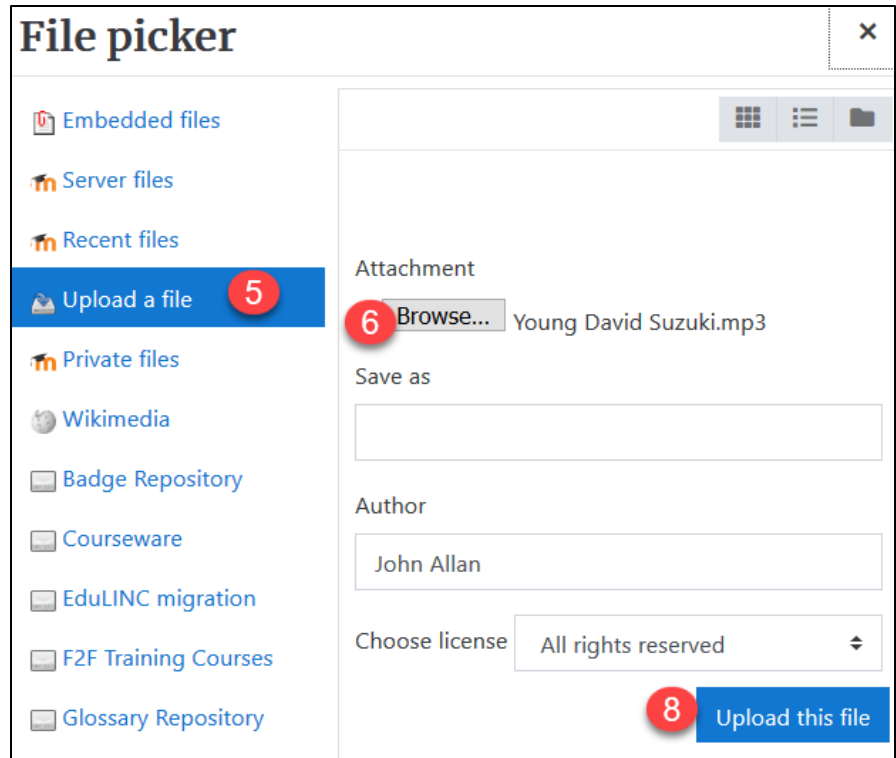 File picker
×
Embedded files
Server files
Recent files
Upload a file 5
Private files
Wikimedia
Badge Repository
Courseware
EduLINC migration
F2F Training Courses
Glossary Repository
Attachment
6 Browse... Young David Suzuki.mp3
Save as
Author
John Allan
Choose license All rights reserved
8 Upload this file